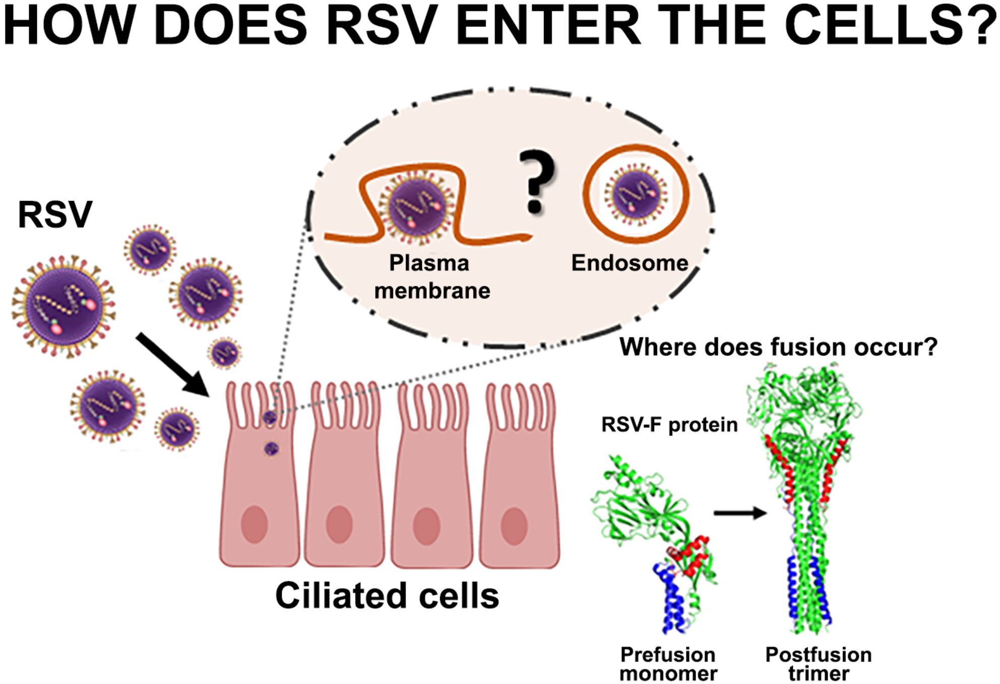 HOW DOES RSV ENTER THE CELLS?
RSV
?
Plasma
membrane
Endosome
Where does fusion occur?
RSV-F protein
Ciliated cells
Prefusion
monomer
Postfusion
trimer